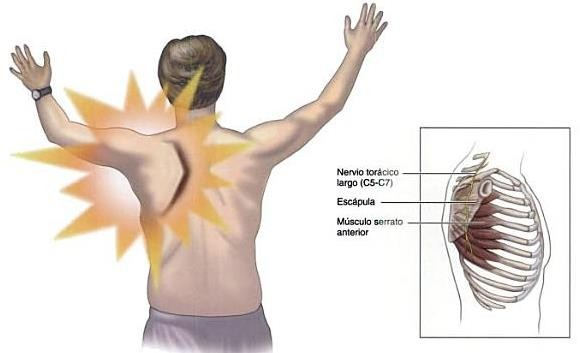 Nervio torácico
largo (C5-C7)
Escápula
Músculo serrato
anterior